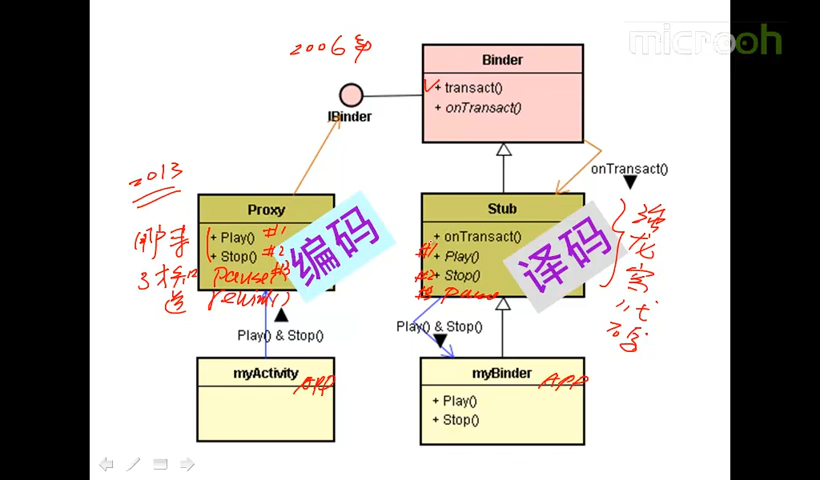 microoh
2006年
Binder
+ transact()
+ onTransact()
IBinder
onTransact()
2013
Proxy
+ Play() #1
+ Stop() #2
Pause #3
编码
Stub
+ onTransact()
#1 + Play()
#2 + Stop()
#3 Pause
译码
Play() & Stop()
Play() & Stop()
myActivity
APP
myBinder
APP
+ Play()
+ Stop()